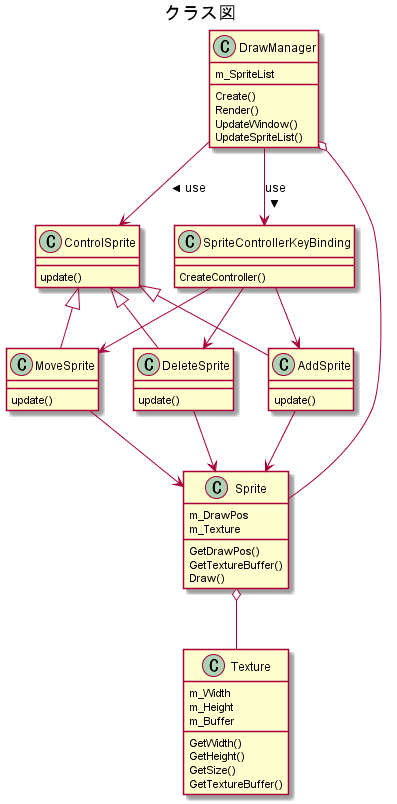 クラス図
C DrawManager
m_SpriteList
Create()
Render()
UpdateWindow()
UpdateSpriteList()
use
use
C ControlSprite
update()
C SpriteControllerKeyBinding
CreateController()
C MoveSprite
update()
C DeleteSprite
update()
C AddSprite
update()
C Sprite
m_DrawPos
m_Texture
GetDrawPos()
GetTextureBuffer()
Draw()
C Texture
m_Width
m_Height
m_Buffer
GetWidth()
GetHeight()
GetSize()
GetTextureBuffer()